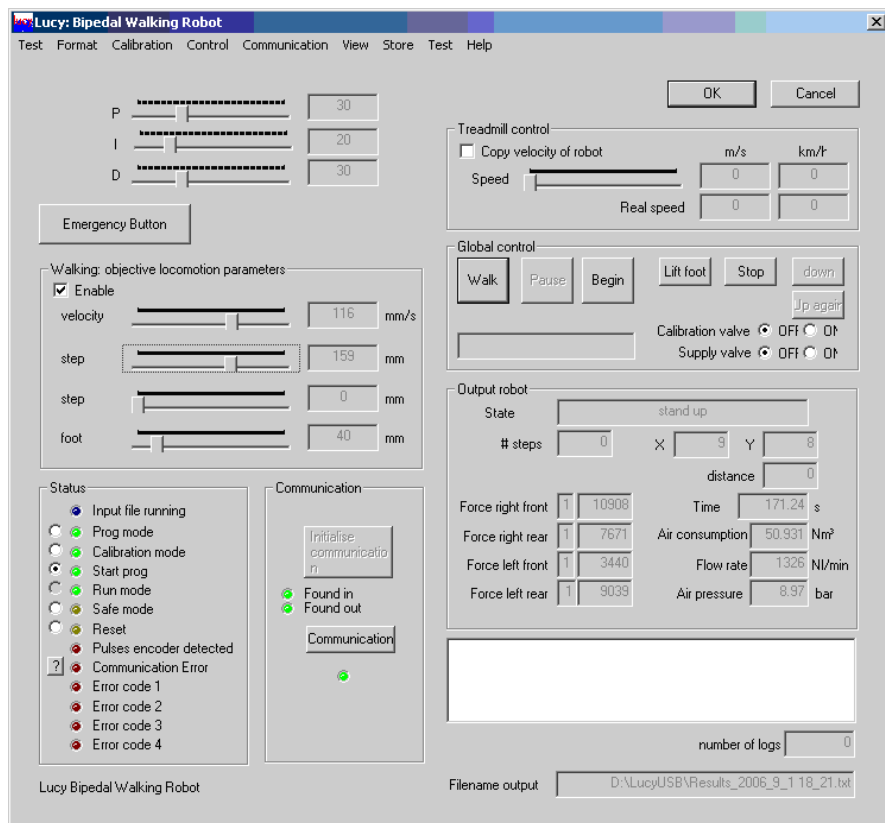 Lucy: Bipedal Walking Robot
Test Format Calibration Control Communication View Store Test Help
P 30
I 20
D 30
OK Cancel
Emergency Button
Treadmill control
Copy velocity of robot m/s km/h
Speed 0 0
Real speed 0 0
Walking: objective locomotion parameters
Enable
velocity 116 mm/s
step 159 mm
step 0 mm
foot 40 mm
Global control
Walk Pause Begin Lift foot Stop down
Up again
Calibration valve OFF ON
Supply valve OFF ON
Output robot
State stand up
# steps 0 X 9 Y 8
distance 0
Force right front 1 10908 Time 171.24 s
Force right rear 1 7671 Air consumption 50.931 Nm³
Force left front 1 3440 Flow rate 1326 Nl/min
Force left rear 1 9039 Air pressure 8.97 bar
Status
Input file running
Prog mode
Calibration mode
Start prog
Run mode
Safe mode
Reset
Pulses encoder detected
? Communication Error
Error code 1
Error code 2
Error code 3
Error code 4
Communication
Initialise
communicatio
n
Found in
Found out
Communication
number of logs 0
Lucy Bipedal Walking Robot
Filename output D:\LucyUSB\Results_2006_9_1 18_21.txt